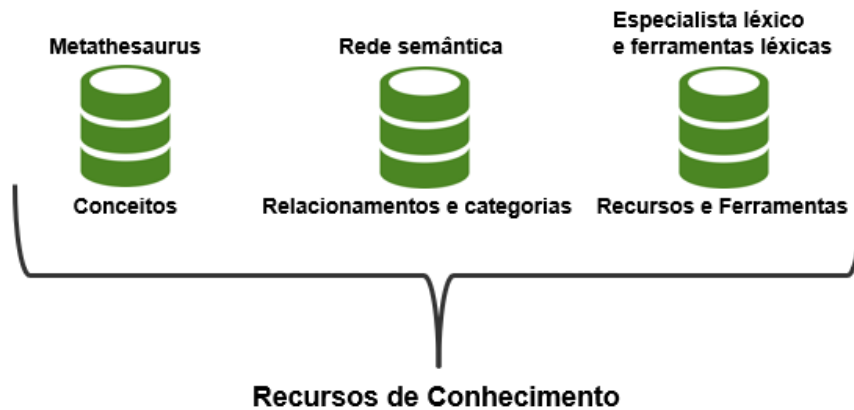 Metathesaurus
Rede semântica
Especialista léxico
e ferramentas léxicas
Conceitos
Relacionamentos e categorias
Recursos e Ferramentas
Recursos de Conhecimento